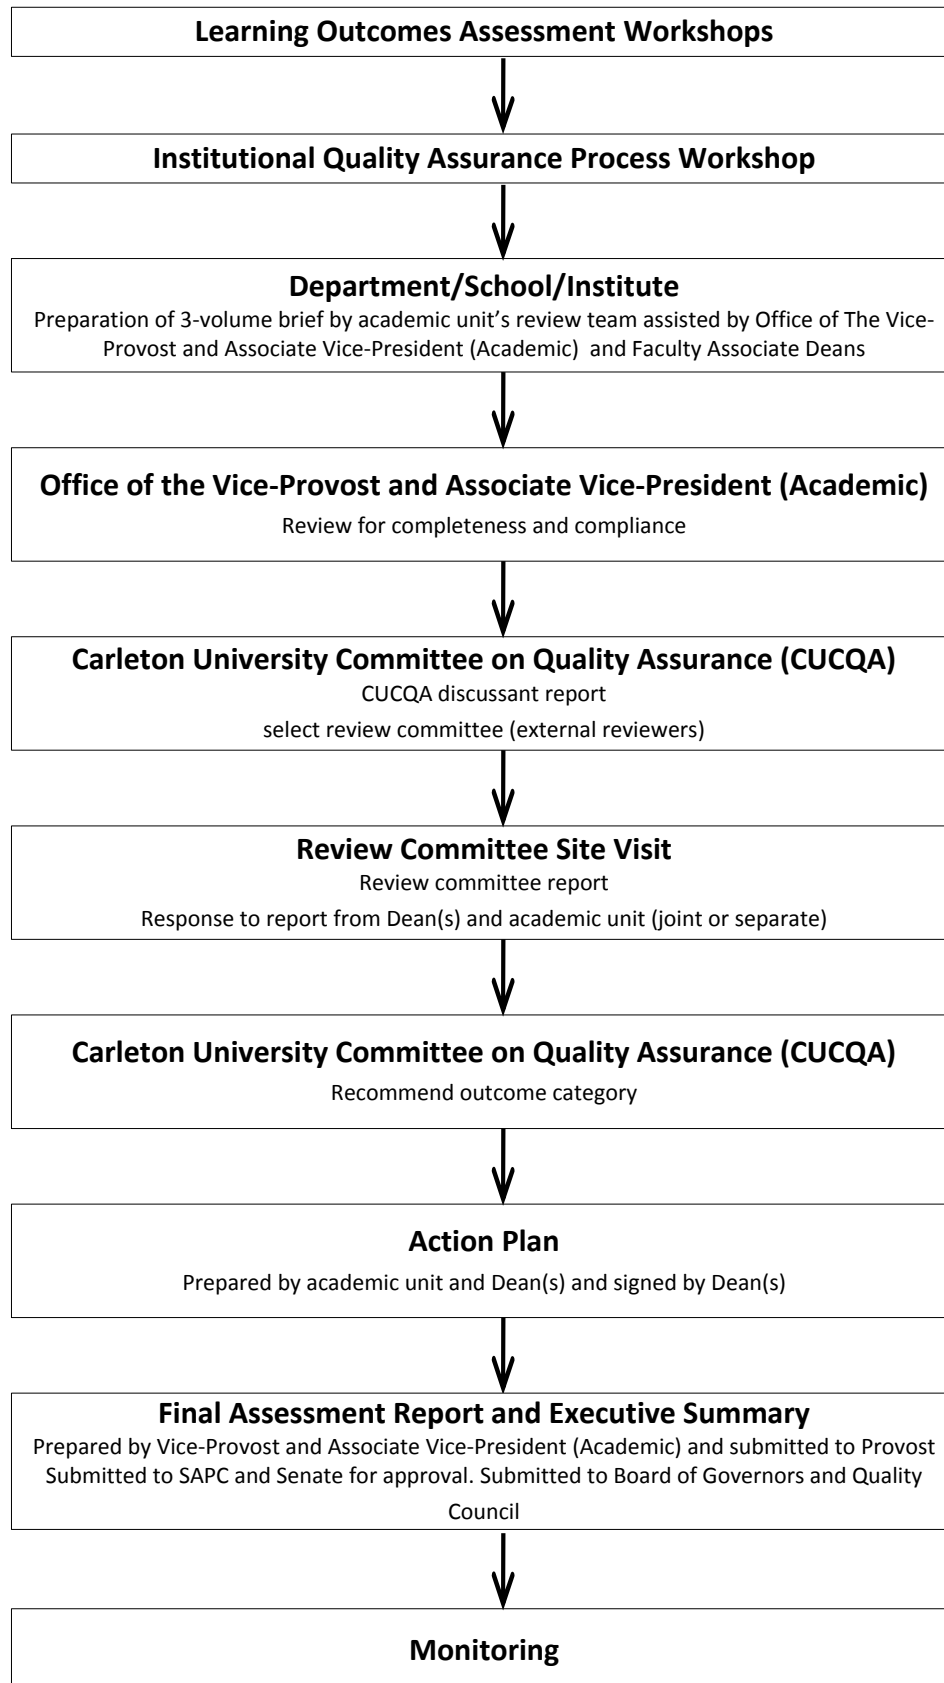 Learning Outcomes Assessment Workshops
Institutional Quality Assurance Process Workshop
Department/School/Institute
Preparation of 3-volume brief by academic unit’s review team assisted by Office of The Vice-
Provost and Associate Vice-President (Academic) and Faculty Associate Deans
Office of the Vice-Provost and Associate Vice-President (Academic)
Review for completeness and compliance
Carleton University Committee on Quality Assurance (CUCQA)
CUCQA discussant report
select review committee (external reviewers)
Review Committee Site Visit
Review committee report
Response to report from Dean(s) and academic unit (joint or separate)
Carleton University Committee on Quality Assurance (CUCQA)
Recommend outcome category
Action Plan
Prepared by academic unit and Dean(s) and signed by Dean(s)
Final Assessment Report and Executive Summary
Prepared by Vice-Provost and Associate Vice-President (Academic) and submitted to Provost
Submitted to SAPC and Senate for approval. Submitted to Board of Governors and Quality
Council
Monitoring